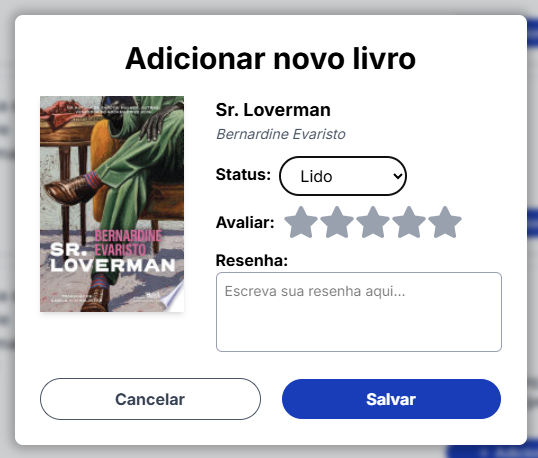 Adicionar novo livro
Sr. Loverman
Bernardine Evaristo
Status: Lido
Avaliar:
Resenha:
Escreva sua resenha aqui...
BERNARDINE
EVARISTO
SR.
LOVERMAN
Cancelar
Salvar